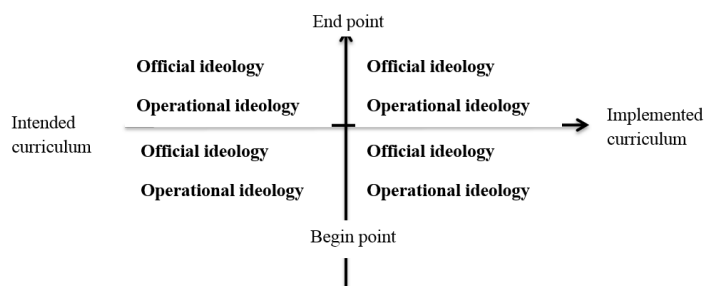 End point
Official ideology
Official ideology
Operational ideology
Operational ideology
Intended
curriculum
Implemented
curriculum
Official ideology
Official ideology
Operational ideology
Operational ideology
Begin point